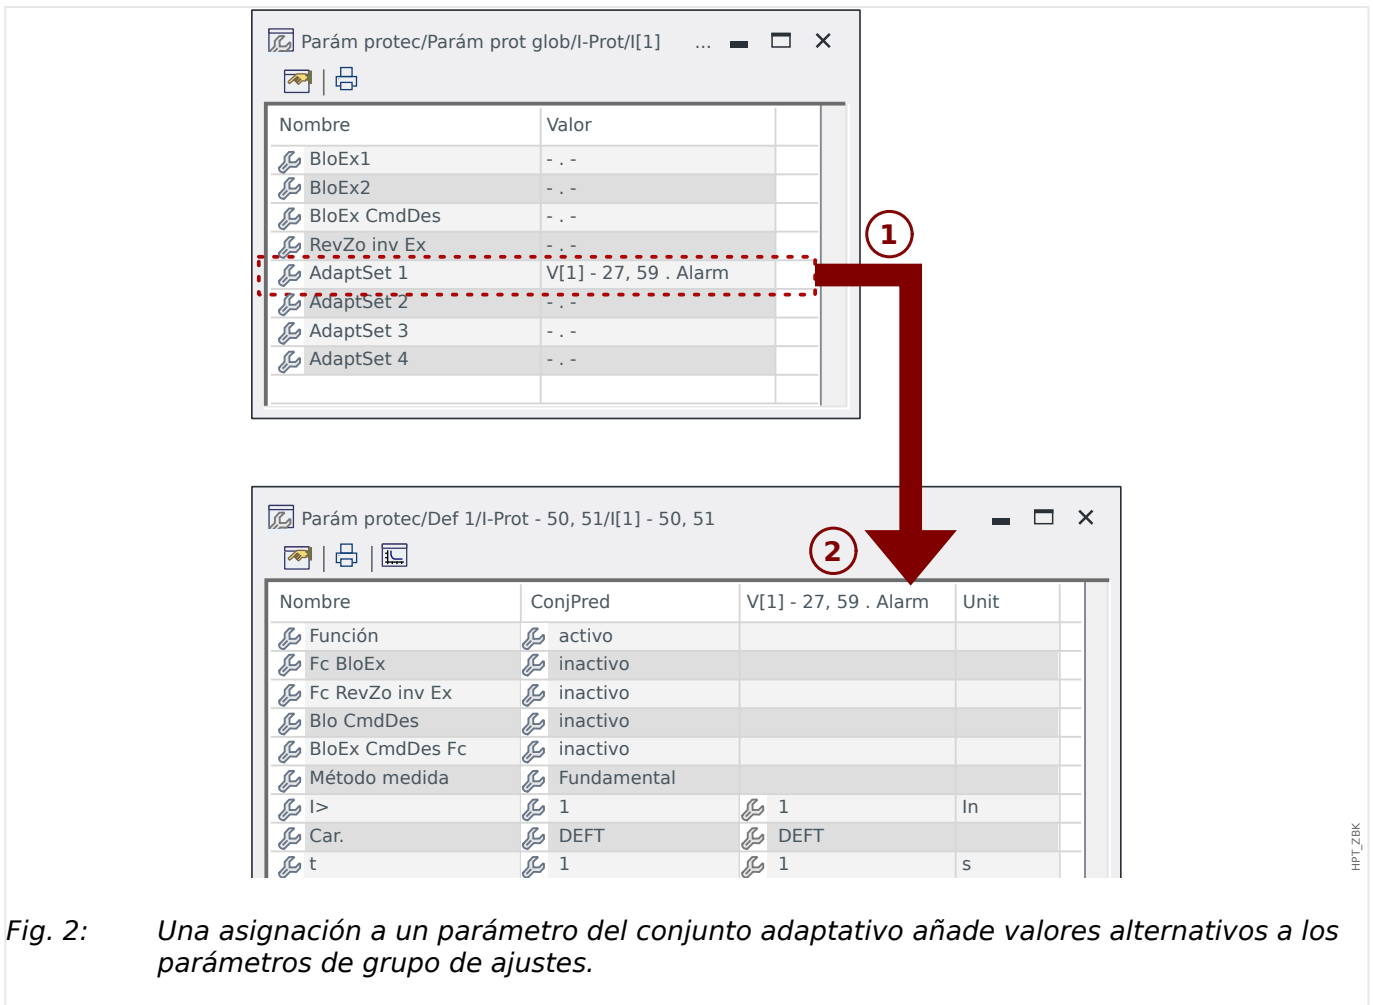 Parám protec/Parám prot glob/I-Prot/I[1] ...
Nombre Valor
BloEx1 - . -
BloEx2 - . -
BloEx CmdDes - . -
RevZo inv Ex - . -
AdaptSet 1 V[1] - 27, 59 . Alarm
AdaptSet 2 - . -
AdaptSet 3 - . -
AdaptSet 4 - . -
1
Parám protec/Def 1/I-Prot - 50, 51/I[1] - 50, 51
2
Nombre ConjPred V[1] - 27, 59 . Alarm Unit
Función activo
Fc BloEx inactivo
Fc RevZo inv Ex inactivo
Blo CmdDes inactivo
BloEx CmdDes Fc inactivo
Método medida Fundamental
I> 1 1 In
Car. DEFT DEFT
t 1 1 s
HPT_ZBK
Fig. 2: Una asignación a un parámetro del conjunto adaptativo añade valores alternativos a los
parámetros de grupo de ajustes.